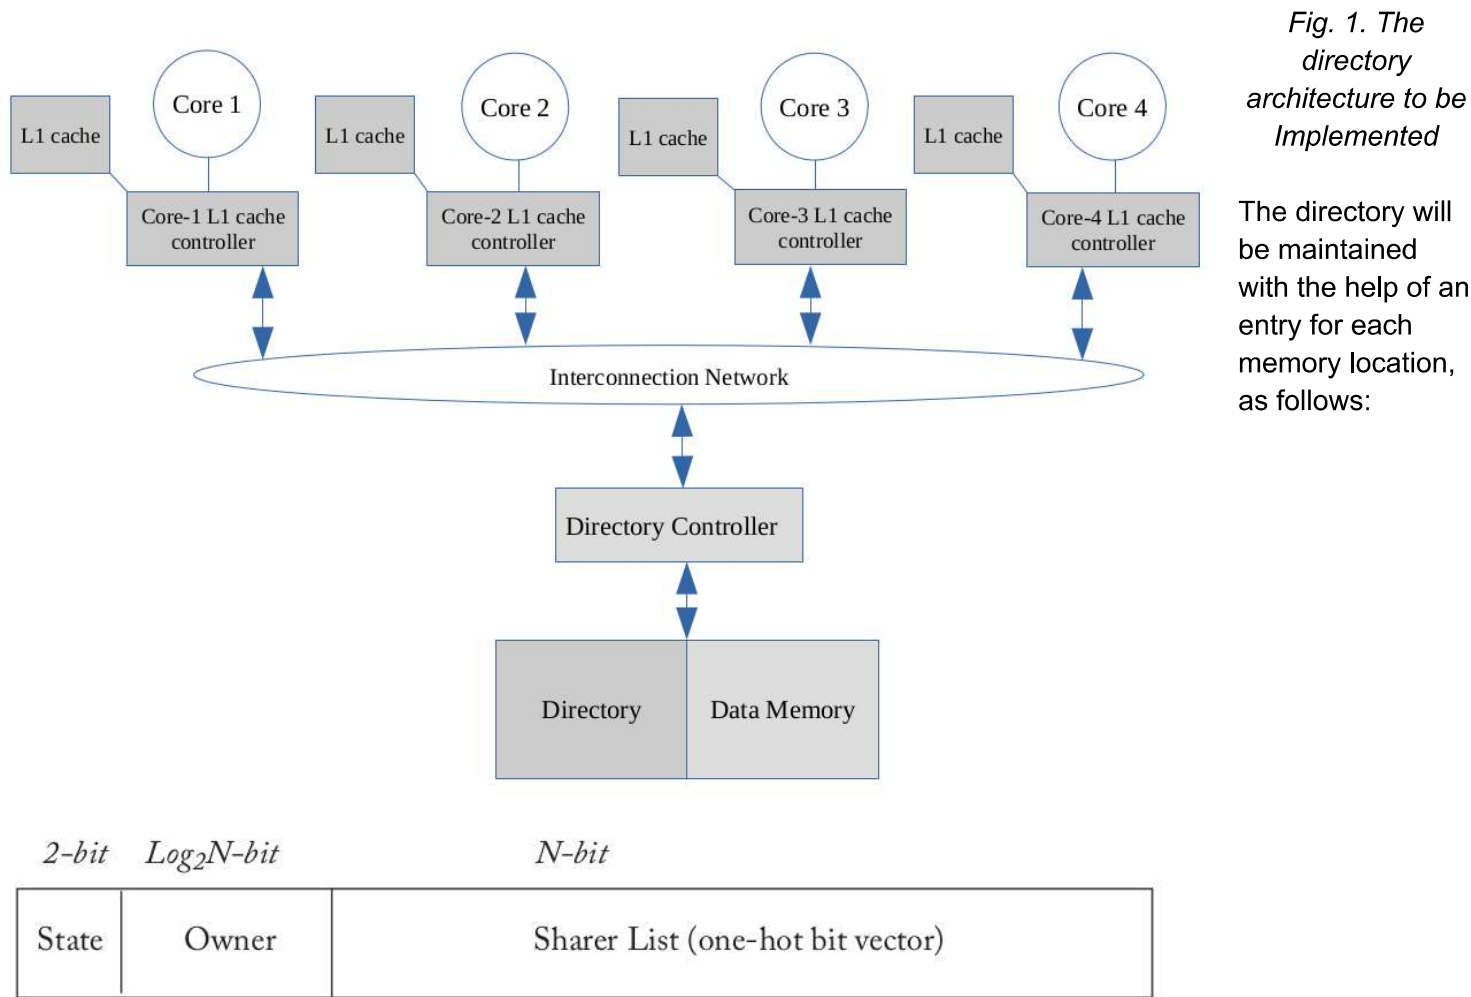 Fig. 1. The
directory
architecture to be
Implemented
The directory will
be maintained
with the help of an
entry for each
memory location,
as follows:
Core 1
Core 2
Core 3
Core 4
L1 cache
L1 cache
L1 cache
L1 cache
Core-1 L1 cache
controller
Core-2 L1 cache
controller
Core-3 L1 cache
controller
Core-4 L1 cache
controller
Interconnection Network
Directory Controller
Directory
Data Memory
2-bit Log₂N-bit N-bit
State Owner Sharer List (one-hot bit vector)